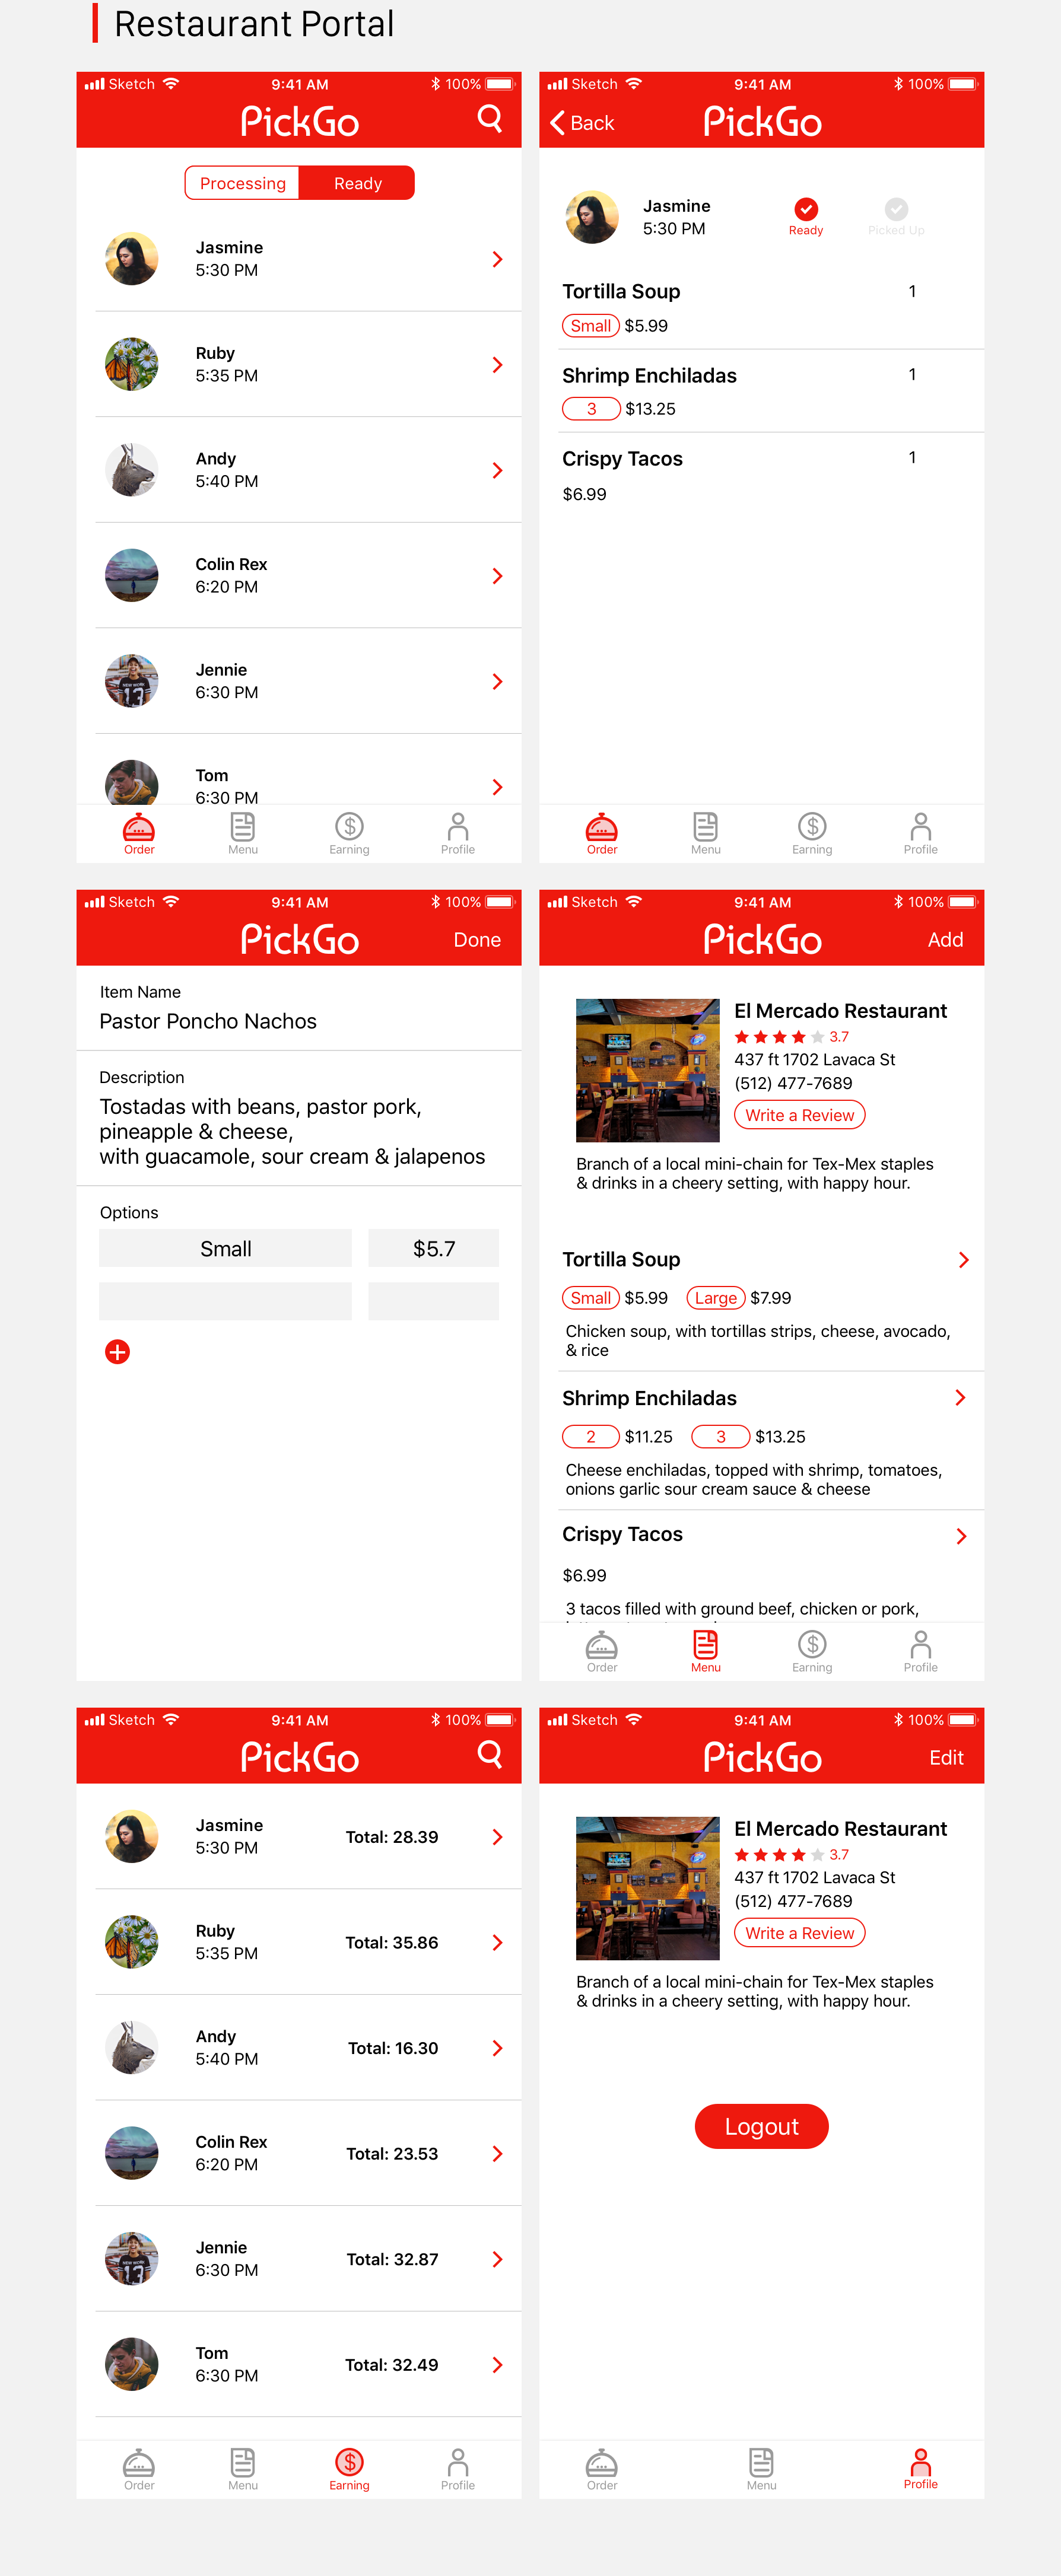 Restaurant Portal
Sketch 9:41 AM 100%
PickGo
Processing Ready
Jasmine
5:30 PM
Ruby
5:35 PM
Andy
5:40 PM
Colin Rex
6:20 PM
Jennie
6:30 PM
Tom
6:30 PM
Order Menu Earning Profile
Sketch 9:41 AM 100%
Back PickGo
Jasmine
5:30 PM
Ready Picked Up
Tortilla Soup 1
Small $5.99
Shrimp Enchiladas 1
3 $13.25
Crispy Tacos 1
$6.99
Order Menu Earning Profile
Sketch 9:41 AM 100%
PickGo Done
Item Name
Pastor Poncho Nachos
Description
Tostadas with beans, pastor pork,
pineapple & cheese,
with guacamole, sour cream & jalapenos
Options
Small $5.7
Sketch 9:41 AM 100%
PickGo Add
El Mercado Restaurant
3.7
437 ft 1702 Lavaca St
(512) 477-7689
Write a Review
Branch of a local mini-chain for Tex-Mex staples
& drinks in a cheery setting, with happy hour.
Tortilla Soup
Small $5.99 Large $7.99
Chicken soup, with tortillas strips, cheese, avocado,
& rice
Shrimp Enchiladas
2 $11.25 3 $13.25
Cheese enchiladas, topped with shrimp, tomatoes,
onions garlic sour cream sauce & cheese
Crispy Tacos
$6.99
3 tacos filled with ground beef, chicken or pork,
Order Menu Earning Profile
Sketch 9:41 AM 100%
PickGo
Jasmine
5:30 PM
Total: 28.39
Ruby
5:35 PM
Total: 35.86
Andy
5:40 PM
Total: 16.30
Colin Rex
6:20 PM
Total: 23.53
Jennie
6:30 PM
Total: 32.87
Tom
6:30 PM
Total: 32.49
Order Menu Earning Profile
Sketch 9:41 AM 100%
PickGo Edit
El Mercado Restaurant
3.7
437 ft 1702 Lavaca St
(512) 477-7689
Write a Review
Branch of a local mini-chain for Tex-Mex staples
& drinks in a cheery setting, with happy hour.
Logout
Order Menu Profile